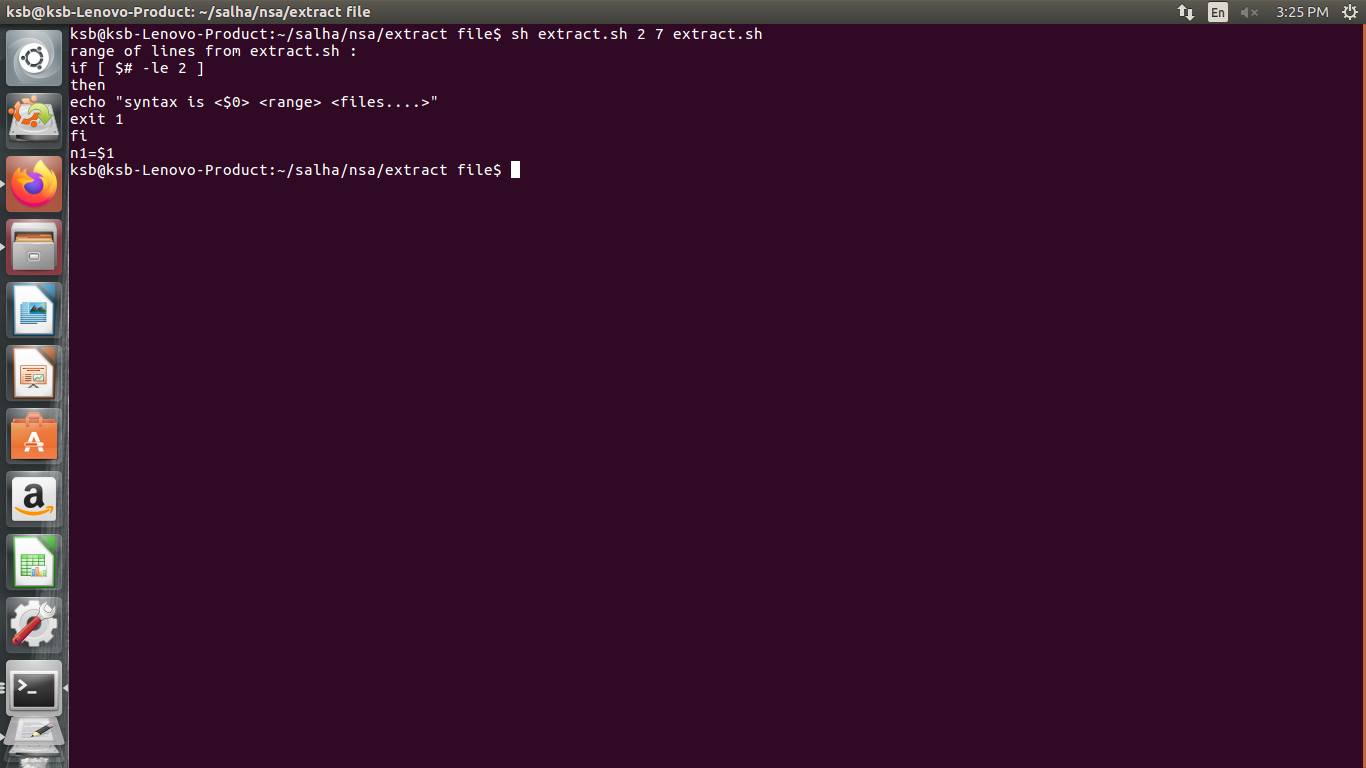 ksb@ksb-Lenovo-Product: ~/salha/nsa/extract file
En
3:25 PM
ksb@ksb-Lenovo-Product:~/salha/nsa/extract file$ sh extract.sh 2 7 extract.sh
range of lines from extract.sh :
if [ $# -le 2 ]
then
echo "syntax is <$0> <range> <files....>"
exit 1
fi
n1=$1
ksb@ksb-Lenovo-Product:~/salha/nsa/extract file$
A
a
>_